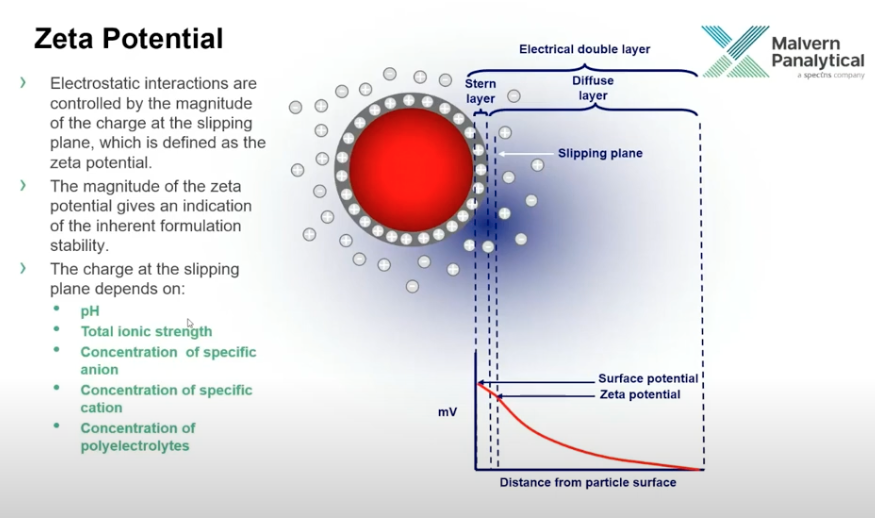 Zeta Potential
Electrostatic interactions are
controlled by the magnitude
of the charge at the slipping
plane, which is defined as the
zeta potential.
The magnitude of the zeta
potential gives an indication
of the inherent formulation
stability.
The charge at the slipping
plane depends on:
pH
Total ionic strength
Concentration of specific
anion
Concentration of specific
cation
Concentration of
polyelectrolytes
Electrical double layer
Stern
layer
Diffuse
layer
Slipping plane
Surface potential
Zeta potential
mV
Distance from particle surface
Malvern
Panalytical
a spectris company